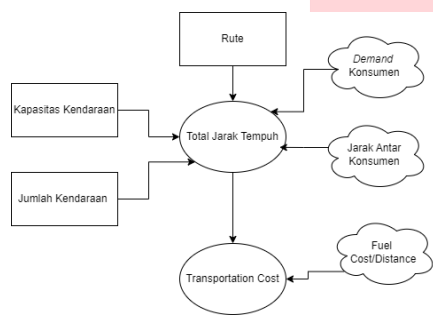 Rute
Demand
Konsumen
Kapasitas Kendaraan
Total Jarak Tempuh
Jarak Antar
Konsumen
Jumlah Kendaraan
Fuel
Cost/Distance
Transportation Cost